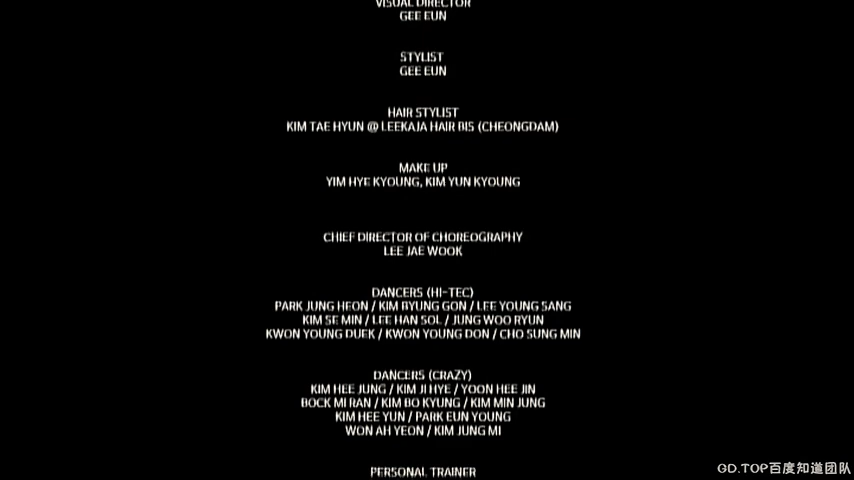 VISUAL DIRECTOR
GEE EUN
STYLIST
GEE EUN
HAIR STYLIST
KIM TAE HYUN @ LEEKAJA HAIR BIS (CHEONGDAM)
MAKE UP
YIM HYE KYOUNG, KIM YUN KYOUNG
CHIEF DIRECTOR OF CHOREOGRAPHY
LEE JAE WOOK
DANCERS (HI-TEC)
PARK JUNG HEON / KIM BYUNG GON / LEE YOUNG SANG
KIM SE MIN / LEE HAN SOL / JUNG WOO RYUN
KWON YOUNG DUEK / KWON YOUNG DON / CHO SUNG MIN
DANCERS (CRAZY)
KIM HEE JUNG / KIM JI HYE / YOON HEE JIN
BOCK MI RAN / KIM BO KYUNG / KIM MIN JUNG
KIM HEE YUN / PARK EUN YOUNG
WON AH YEON / KIM JUNG MI
PERSONAL TRAINER
GD.TOP百度知道团队